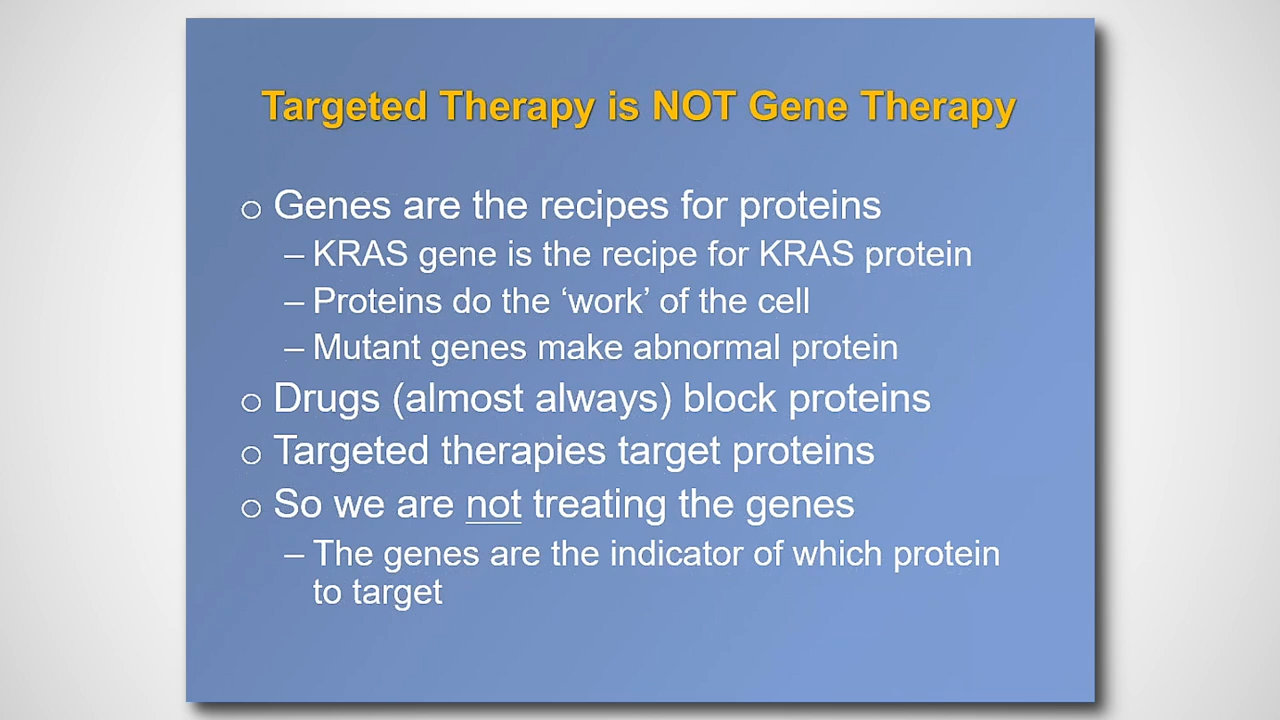 Targeted Therapy is NOT Gene Therapy
o Genes are the recipes for proteins
– KRAS gene is the recipe for KRAS protein
– Proteins do the ‘work’ of the cell
– Mutant genes make abnormal protein
o Drugs (almost always) block proteins
o Targeted therapies target proteins
o So we are not treating the genes
– The genes are the indicator of which protein
to target